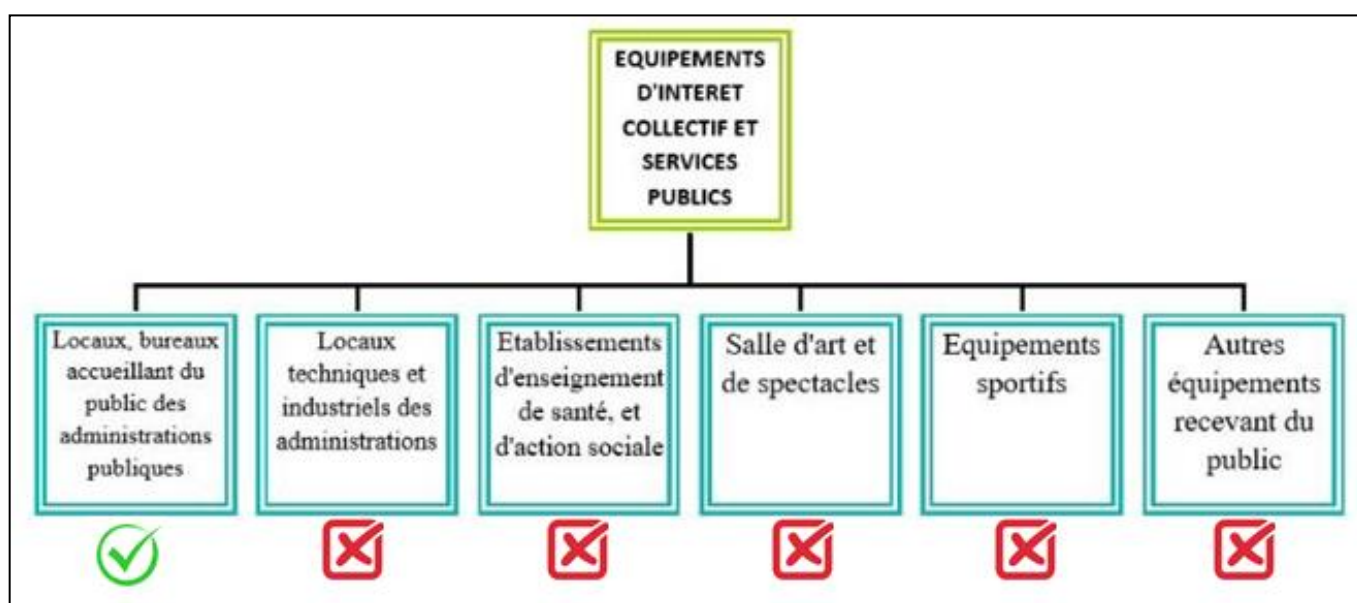 EQUIPEMENTS
D'INTERET
COLLECTIF ET
SERVICES
PUBLICS
Locaux, bureaux
accueillant du
public des
administrations
publiques
Locaux
techniques et
industriels des
administrations
Etablissements
d'enseignement
de santé, et
d'action sociale
Salle d'art et
de spectacles
Equipements
sportifs
Autres
équipements
recevant du
public